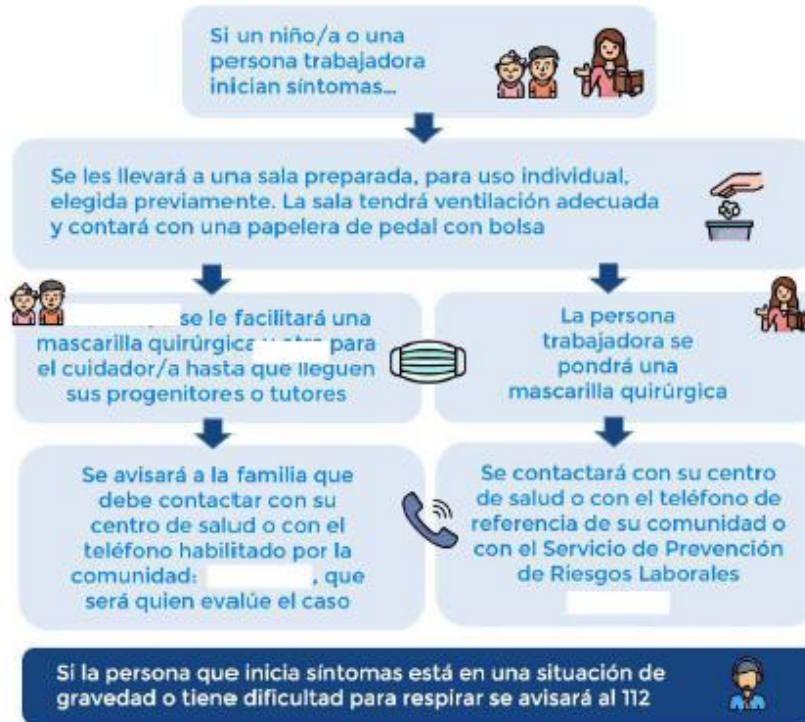 Si un niño/a o una
persona trabajadora
inician síntomas...
Se les llevará a una sala preparada, para uso individual,
elegida previamente. La sala tendrá ventilación adecuada
y contará con una papelera de pedal con bolsa
se le facilitará una
mascarilla quirúrgica para
el cuidador/a hasta que lleguen
sus progenitores o tutores
La persona
trabajadora se
pondrá una
mascarilla quirúrgica
Se avisará a la familia que
debe contactar con su
centro de salud o con el
teléfono habilitado por la
comunidad: , que
será quien evalúe el caso
Se contactará con su centro
de salud o con el teléfono de
referencia de su comunidad o
con el Servicio de Prevención
de Riesgos Laborales
Si la persona que inicia síntomas está en una situación de
gravedad o tiene dificultad para respirar se avisará al 112